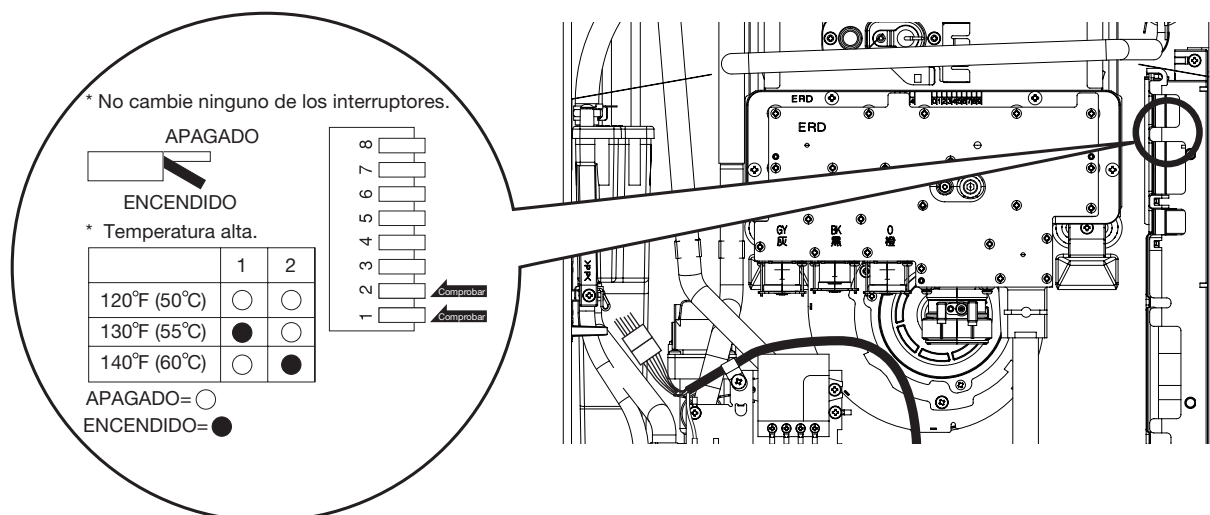 * No cambie ninguno de los interruptores.
APAGADO
ENCENDIDO
* Temperatura alta.
1 2
120°F (50°C)
130°F (55°C)
140°F (60°C)
APAGADO=
ENCENDIDO=
8
7
6
5
4
3
2
Comprobar
1
Comprobar
ERD
ERD
GY
灰
BK
黒
O
橙
>PP<